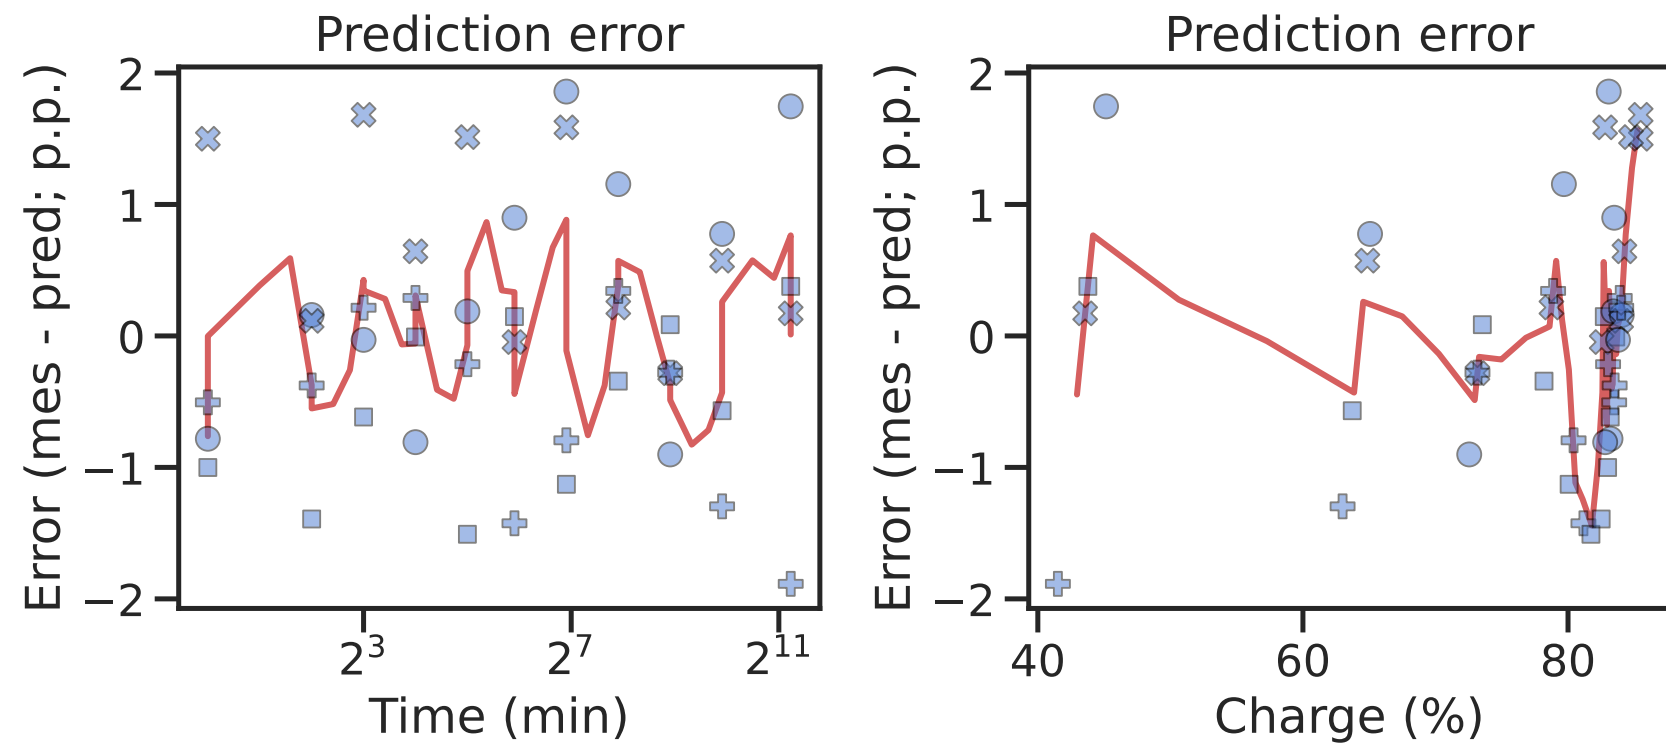 Prediction error
Error (mes - pred; p.p.)
2
1
0
−1
−2
2³
2⁷
2¹¹
Time (min)
Prediction error
Error (mes - pred; p.p.)
2
1
0
−1
−2
40
60
80
Charge (%)